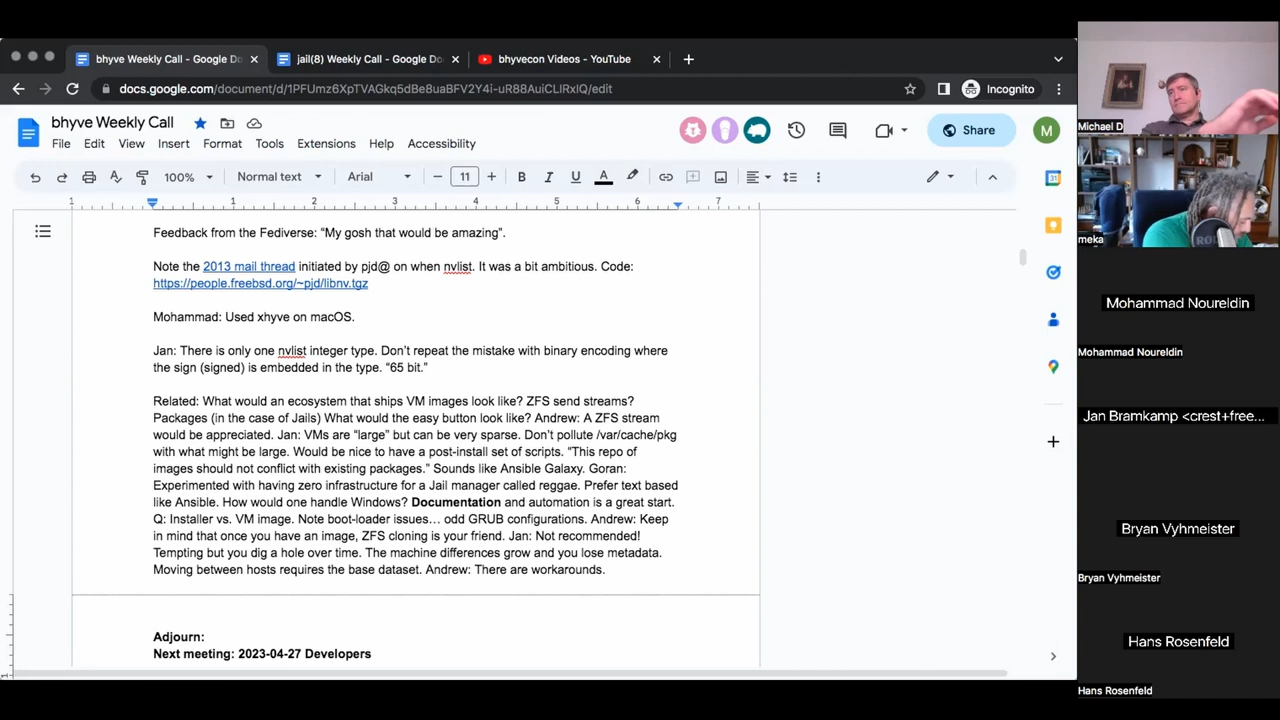 bhyve Weekly Call - Google Do
jail(8) Weekly Call - Google Do
bhyvecon Videos - YouTube
docs.google.com/document/d/1PFUmz6XpTVAGkq5dBe8uaBFV2Y4i-uR88AuiCLlRxlQ/edit
Incognito
bhyve Weekly Call
File Edit View Insert Format Tools Extensions Help Accessibility
Share
M
100%
Normal text
Arial
11
B I U A
1 1 2 3 4 5 6 7
Feedback from the Fediverse: “My gosh that would be amazing”.
Note the 2013 mail thread initiated by pjd@ on when nvlist. It was a bit ambitious. Code:
https://people.freebsd.org/~pjd/libnv.tgz
Mohammad: Used xhyve on macOS.
Jan: There is only one nvlist integer type. Don’t repeat the mistake with binary encoding where
the sign (signed) is embedded in the type. “65 bit.”
Related: What would an ecosystem that ships VM images look like? ZFS send streams?
Packages (in the case of Jails) What would the easy button look like? Andrew: A ZFS stream
would be appreciated. Jan: VMs are “large” but can be very sparse. Don’t pollute /var/cache/pkg
with what might be large. Would be nice to have a post-install set of scripts. “This repo of
images should not conflict with existing packages.” Sounds like Ansible Galaxy. Goran:
Experimented with having zero infrastructure for a Jail manager called reggae. Prefer text based
like Ansible. How would one handle Windows? Documentation and automation is a great start.
Q: Installer vs. VM image. Note boot-loader issues… odd GRUB configurations. Andrew: Keep
in mind that once you have an image, ZFS cloning is your friend. Jan: Not recommended!
Tempting but you dig a hole over time. The machine differences grow and you lose metadata.
Moving between hosts requires the base dataset. Andrew: There are workarounds.
Adjourn:
Next meeting: 2023-04-27 Developers
Michael D
meka
Mohammad Noureldin
Mohammad Noureldin
Jan Bramkamp <crest+free...
Bryan Vyhmeister
Bryan Vyhmeister
Hans Rosenfeld
Hans Rosenfeld